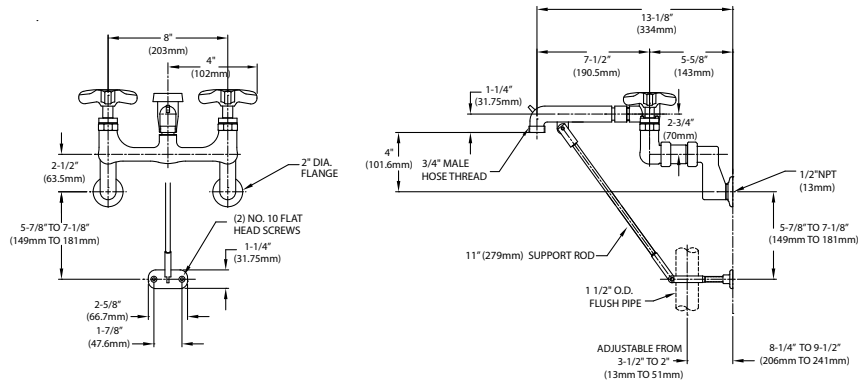 8"
(203mm)
4"
(102mm)
2-1/2"
(63.5mm)
2" DIA.
FLANGE
5-7/8" TO 7-1/8"
(149mm TO 181mm)
(2) NO. 10 FLAT
HEAD SCREWS
1-1/4"
(31.75mm)
2-5/8"
(66.7mm)
1-7/8"
(47.6mm)
13-1/8"
(334mm)
7-1/2"
(190.5mm)
5-5/8"
(143mm)
1-1/4"
(31.75mm)
2-3/4"
(70mm)
4"
(101.6mm)
3/4" MALE
HOSE THREAD
1/2"NPT
(13mm)
5-7/8" TO 7-1/8"
(149mm TO 181mm)
11" (279mm) SUPPORT ROD
1 1/2" O.D.
FLUSH PIPE
ADJUSTABLE FROM
3-1/2" TO 2"
(13mm TO 51mm)
8-1/4" TO 9-1/2"
(206mm TO 241mm)